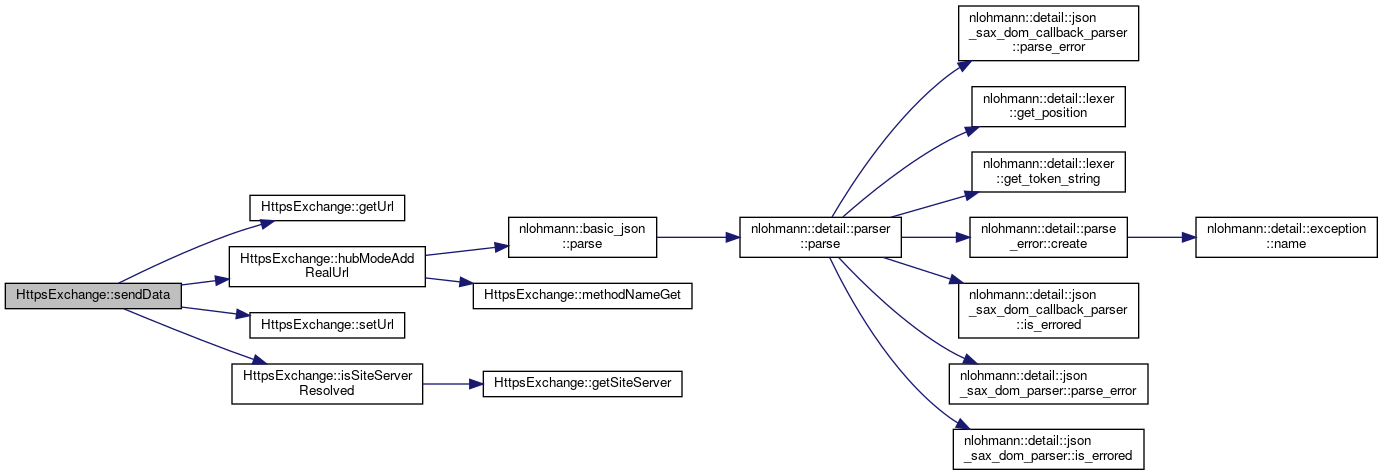 HttpsExchange::sendData
HttpsExchange::getUrl
HttpsExchange::hubModeAdd
RealUrl
HttpsExchange::setUrl
HttpsExchange::isSiteServer
Resolved
nlohmann::basic_json
::parse
HttpsExchange::methodNameGet
HttpsExchange::getSiteServer
nlohmann::detail::parser
::parse
nlohmann::detail::json
_sax_dom_callback_parser
::parse_error
nlohmann::detail::lexer
::get_position
nlohmann::detail::lexer
::get_token_string
nlohmann::detail::parse
_error::create
nlohmann::detail::json
_sax_dom_callback_parser
::is_errored
nlohmann::detail::json
_sax_dom_parser::parse_error
nlohmann::detail::json
_sax_dom_parser::is_errored
nlohmann::detail::exception
::name